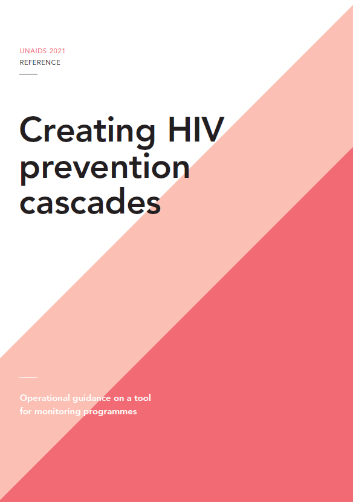 UNAIDS 2021
REFERENCE
Creating HIV
prevention
cascades
Operational guidance on a tool
for monitoring programmes